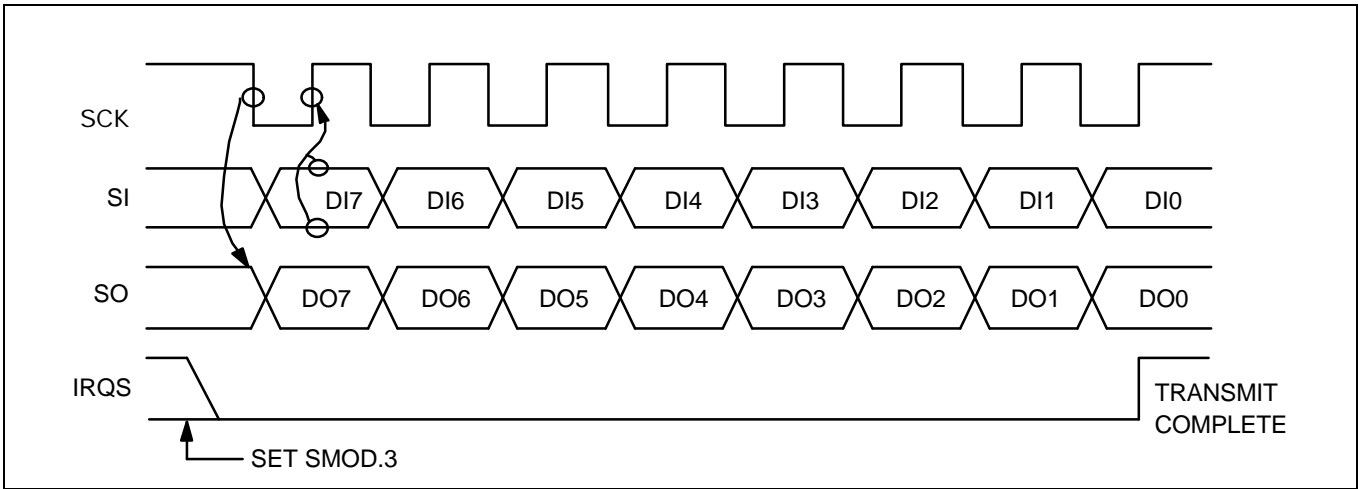 SCK
SI DI7 DI6 DI5 DI4 DI3 DI2 DI1 DI0
SO DO7 DO6 DO5 DO4 DO3 DO2 DO1 DO0
IRQS
TRANSMIT
COMPLETE
SET SMOD.3